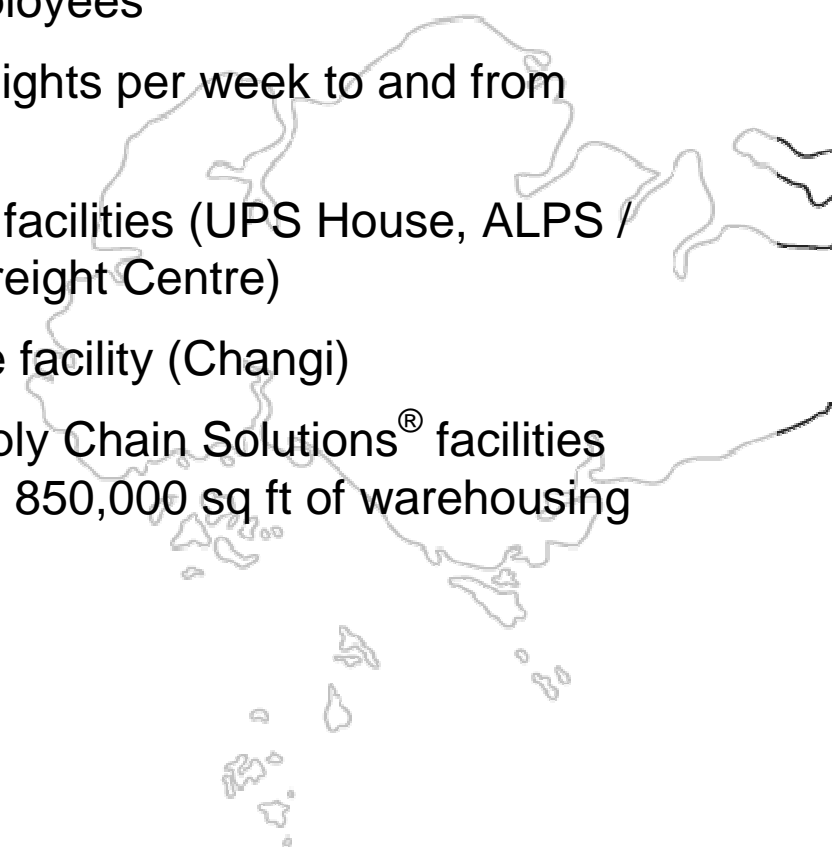 ployees
ights per week to and from
facilities (UPS House, ALPS /
reight Centre)
e facility (Changi)
ply Chain Solutions® facilities
850,000 sq ft of warehousing